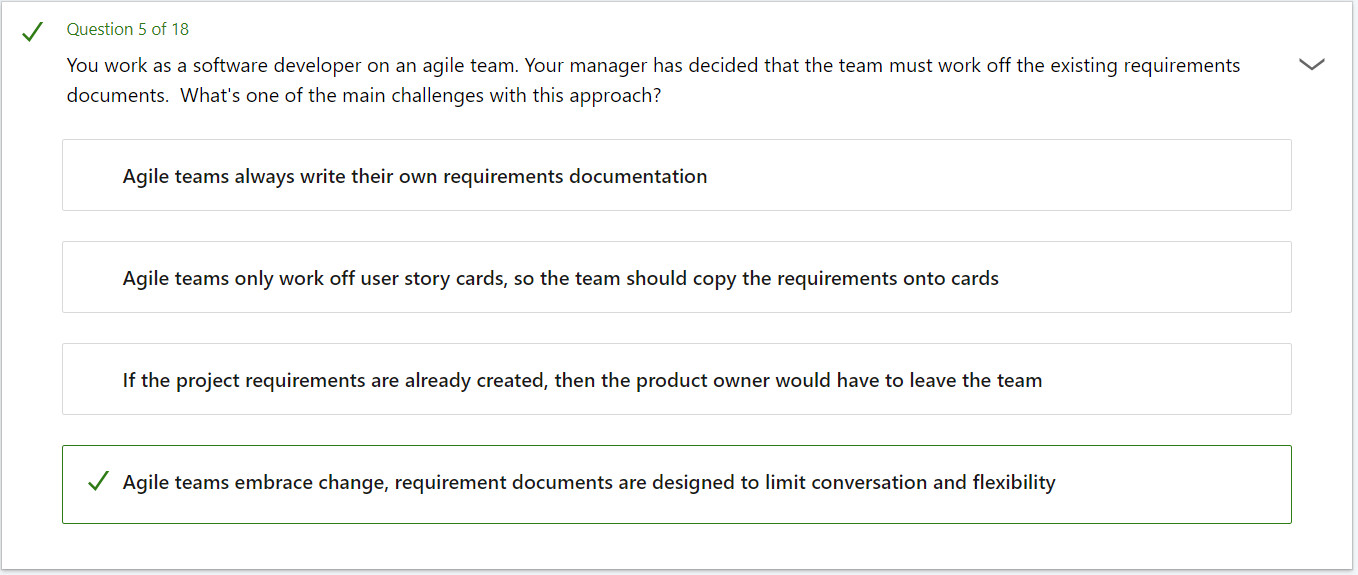 Question 5 of 18
You work as a software developer on an agile team. Your manager has decided that the team must work off the existing requirements
documents.  What's one of the main challenges with this approach?
Agile teams always write their own requirements documentation
Agile teams only work off user story cards, so the team should copy the requirements onto cards
If the project requirements are already created, then the product owner would have to leave the team
Agile teams embrace change, requirement documents are designed to limit conversation and flexibility